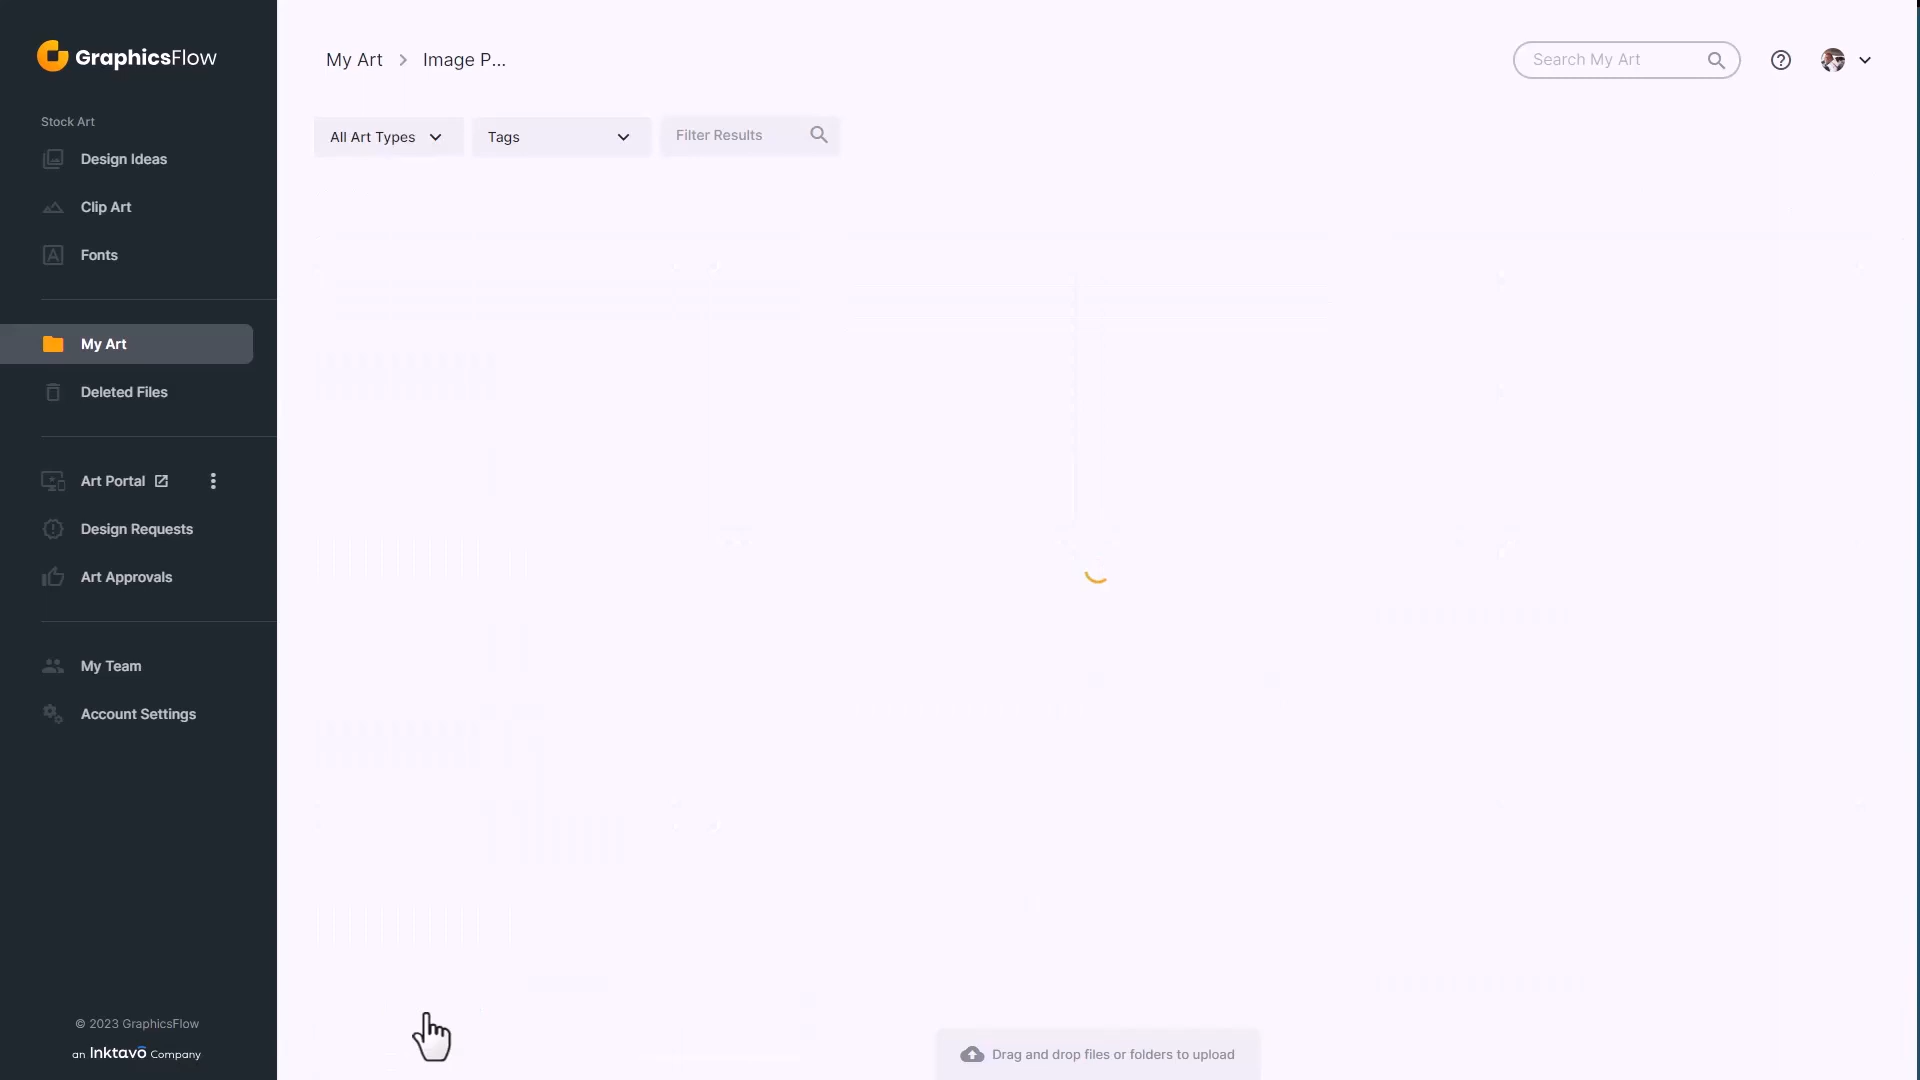 GraphicsFlow
My Art > Image P...
Search My Art
Stock Art
All Art Types
Tags
Filter Results
Design Ideas
Clip Art
Fonts
My Art
Deleted Files
Art Portal
Design Requests
Art Approvals
My Team
Account Settings
© 2023 GraphicsFlow
an Inktavo Company
Drag and drop files or folders to upload